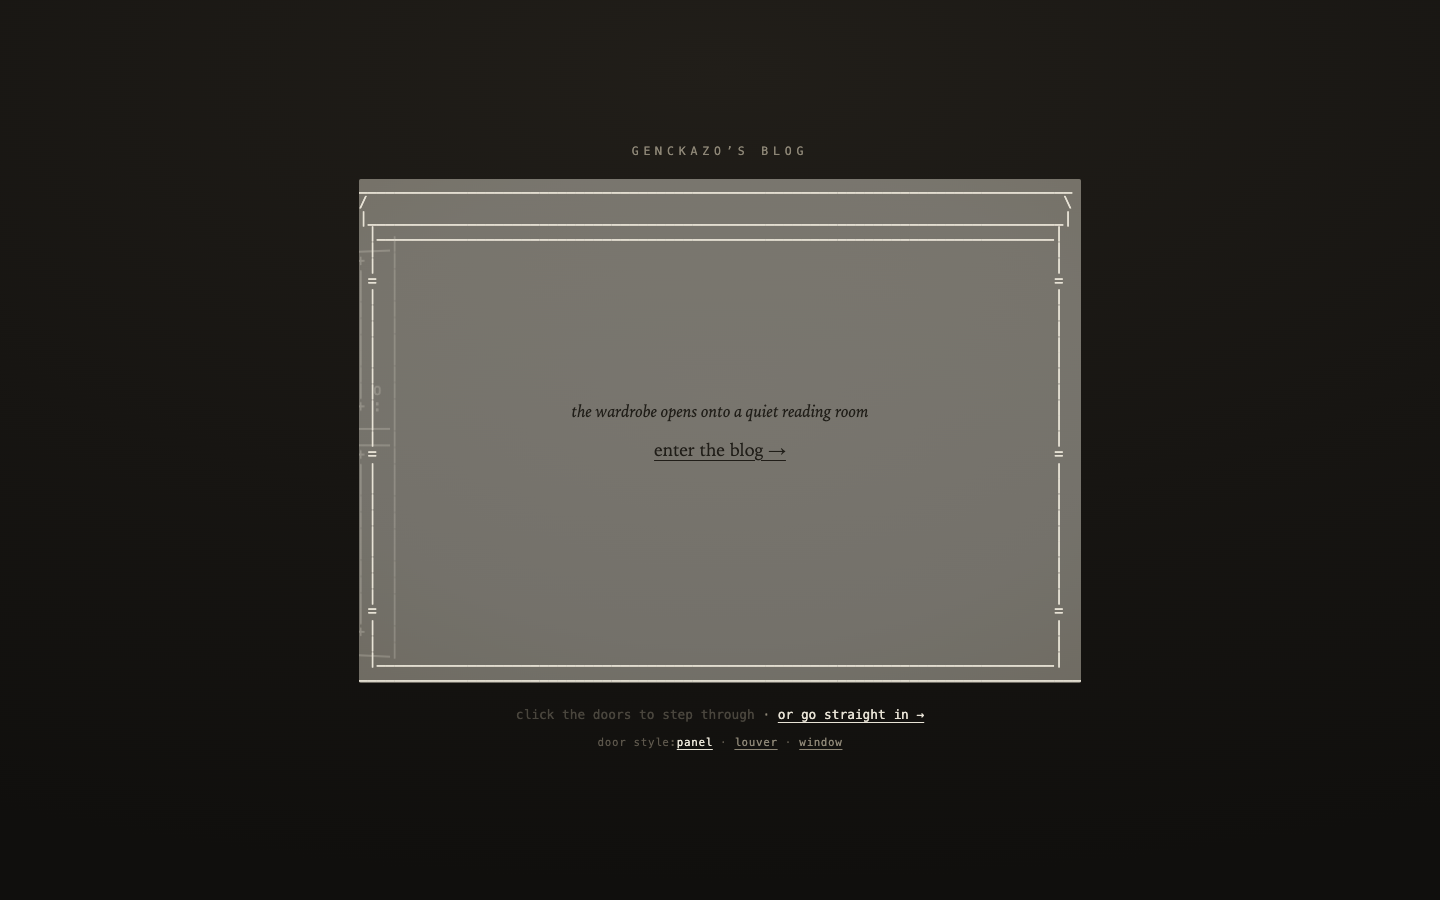 GENCKAZO’S BLOG
the wardrobe opens onto a quiet reading room
enter the blog →
click the doors to step through · or go straight in →
door style:panel · louver · window